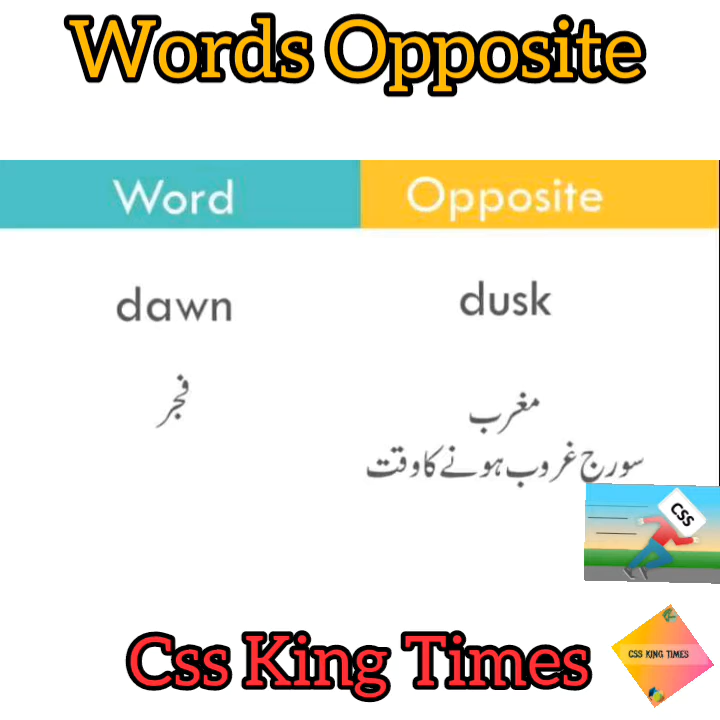 Words Opposite
Word Opposite
dawn dusk
فجر
مغرب
سورج غروب ہونے کا وقت
CSS
Css King Times
CSS KING TIMES